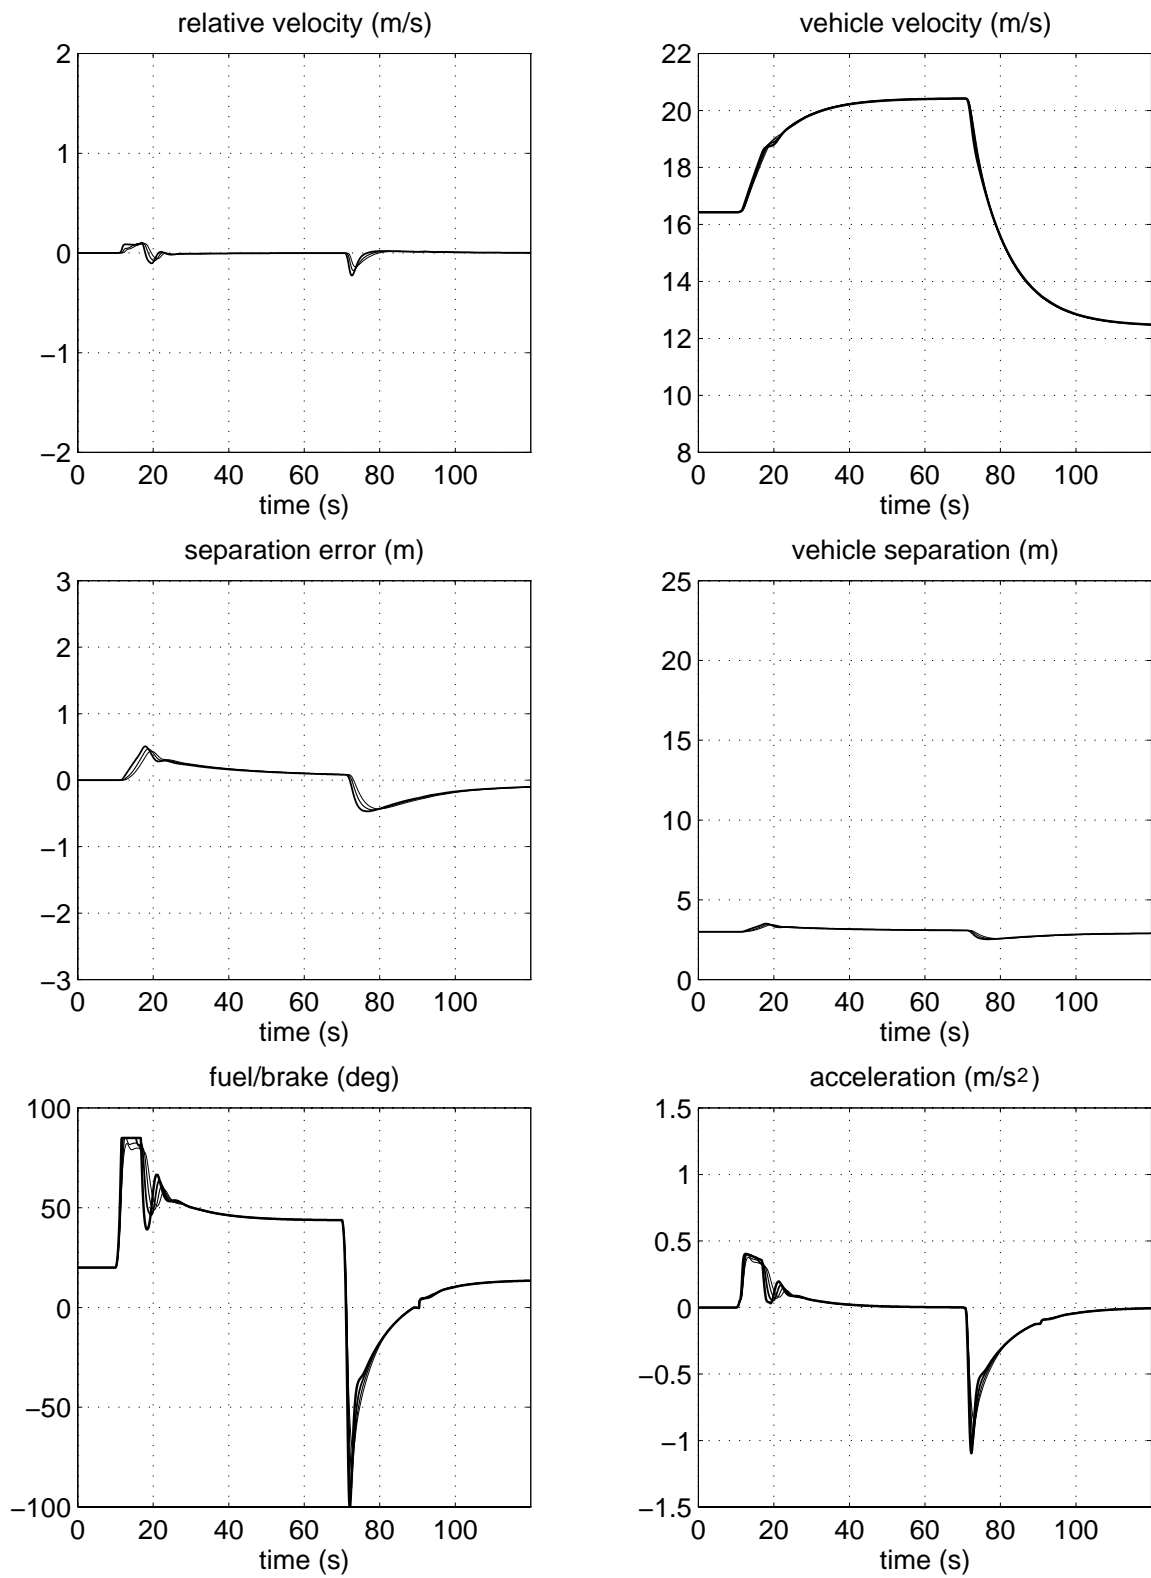 relative velocity (m/s)
2
1
0
−1
−2
0 20 40 60 80 100
time (s)
vehicle velocity (m/s)
22
20
18
16
14
12
10
8
0 20 40 60 80 100
time (s)
separation error (m)
3
2
1
0
−1
−2
−3
0 20 40 60 80 100
time (s)
vehicle separation (m)
25
20
15
10
5
0
0 20 40 60 80 100
time (s)
fuel/brake (deg)
100
50
0
−50
−100
0 20 40 60 80 100
time (s)
acceleration (m/s2)
1.5
1
0.5
0
−0.5
−1
−1.5
0 20 40 60 80 100
time (s)